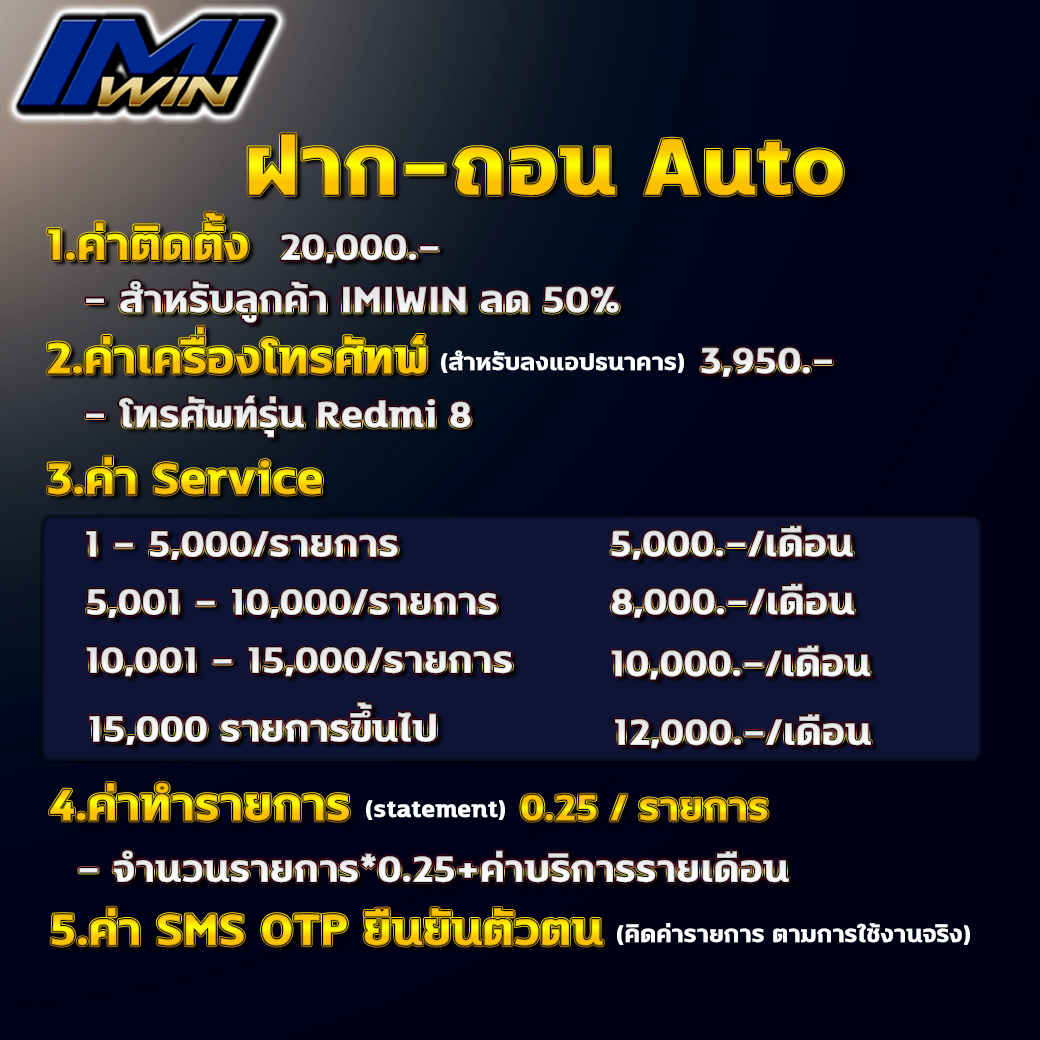 IMI
WIN
ฝาก-ถอน Auto
1.ค่าติดตั้ง 20,000.-
- สำหรับลูกค้า IMIWIN ลด 50%
2.ค่าเครื่องโทรศัทพ์ (สำหรับลงแอปธนาคาร) 3,950.-
- โทรศัพท์รุ่น Redmi 8
3.ค่า Service
1 - 5,000/รายการ 5,000.-/เดือน
5,001 - 10,000/รายการ 8,000.-/เดือน
10,001 - 15,000/รายการ 10,000.-/เดือน
15,000 รายการขึ้นไป 12,000.-/เดือน
4.ค่าทำรายการ (statement) 0.25 / รายการ
- จำนวนรายการ*0.25+ค่าบริการรายเดือน
5.ค่า SMS OTP ยืนยันตัวตน (คิดค่ารายการ ตามการใช้งานจริง)